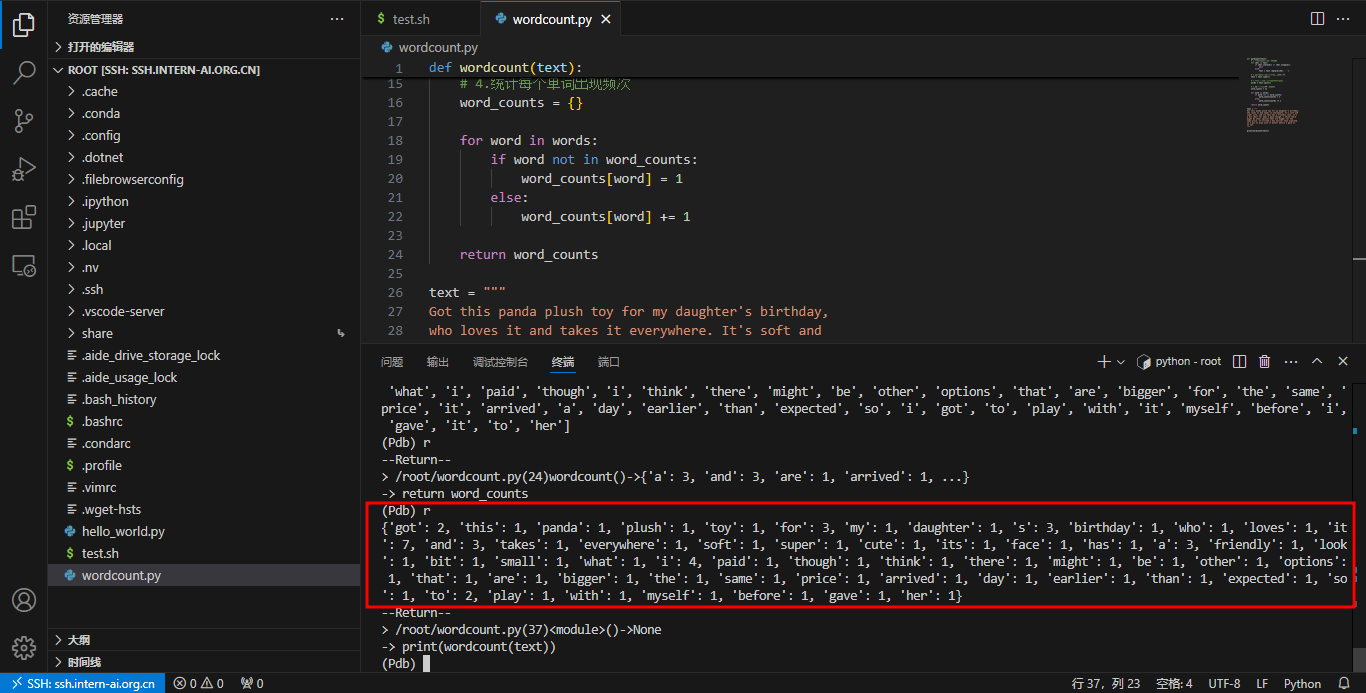 资源管理器
打开的编辑器
ROOT [SSH: SSH.INTERN-AI.ORG.CN]
.cache
.conda
.config
.dotnet
.filebrowserconfig
.ipython
.jupyter
.local
.nv
.ssh
.vscode-server
share
.aide_drive_storage_lock
.aide_usage_lock
.bash_history
.bashrc
.condarc
.profile
.vimrc
.wget-hsts
hello_world.py
test.sh
wordcount.py
大纲
时间线
test.sh
wordcount.py
wordcount.py
1 def wordcount(text):
15 # 4.统计每个单词出现频次
16 word_counts = {}
17
18 for word in words:
19 if word not in word_counts:
20 word_counts[word] = 1
21 else:
22 word_counts[word] += 1
23
24 return word_counts
25
26 text = """
27 Got this panda plush toy for my daughter's birthday,
28 who loves it and takes it everywhere. It's soft and
问题 输出 调试控制台 终端 端口
python - root
'what', 'i', 'paid', 'though', 'i', 'think', 'there', 'might', 'be', 'other', 'options', 'that', 'are', 'bigger', 'for', 'the', 'same', '
price', 'it', 'arrived', 'a', 'day', 'earlier', 'than', 'expected', 'so', 'i', 'got', 'to', 'play', 'with', 'it', 'myself', 'before', 'i',
'gave', 'it', 'to', 'her']
(Pdb) r
--Return--
> /root/wordcount.py(24)wordcount()->{'a': 3, 'and': 3, 'are': 1, 'arrived': 1, ...}
-> return word_counts
(Pdb) r
{'got': 2, 'this': 1, 'panda': 1, 'plush': 1, 'toy': 1, 'for': 3, 'my': 1, 'daughter': 1, 's': 3, 'birthday': 1, 'who': 1, 'loves': 1, 'it
': 7, 'and': 3, 'takes': 1, 'everywhere': 1, 'soft': 1, 'super': 1, 'cute': 1, 'its': 1, 'face': 1, 'has': 1, 'a': 3, 'friendly': 1, 'look
': 1, 'bit': 1, 'small': 1, 'what': 1, 'i': 4, 'paid': 1, 'though': 1, 'think': 1, 'there': 1, 'might': 1, 'be': 1, 'other': 1, 'options':
1, 'that': 1, 'are': 1, 'bigger': 1, 'the': 1, 'same': 1, 'price': 1, 'arrived': 1, 'day': 1, 'earlier': 1, 'than': 1, 'expected': 1, 'so
': 1, 'to': 2, 'play': 1, 'with': 1, 'myself': 1, 'before': 1, 'gave': 1, 'her': 1}
--Return--
> /root/wordcount.py(37)<module>()->None
-> print(wordcount(text))
(Pdb)
SSH: ssh.intern-ai.org.cn 0 0 0 行 37，列 23 空格: 4 UTF-8 LF Python